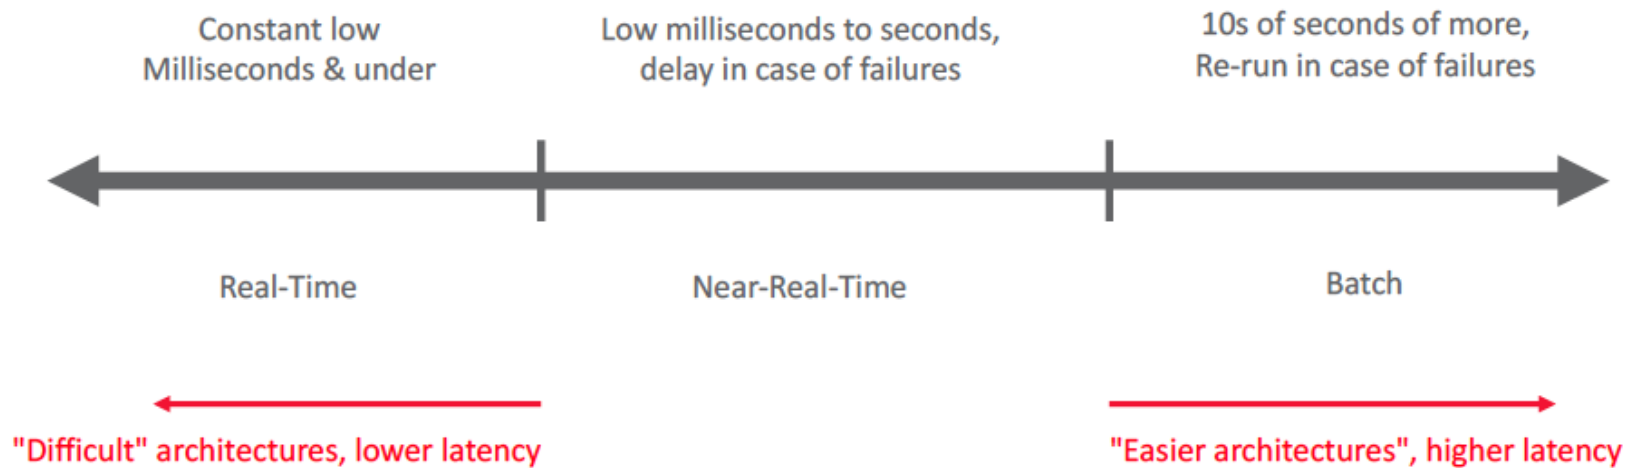 Constant low
Milliseconds & under
Low milliseconds to seconds,
delay in case of failures
10s of seconds of more,
Re-run in case of failures
Real-Time
Near-Real-Time
Batch
"Difficult" architectures, lower latency
"Easier architectures", higher latency